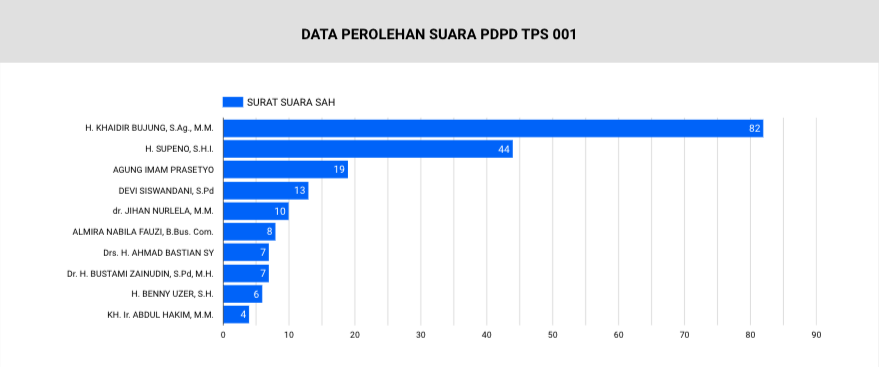 DATA PEROLEHAN SUARA PDPD TPS 001
SURAT SUARA SAH
H. KHAIDIR BUJUNG, S.Ag., M.M. 82
H. SUPENO, S.H.I. 44
AGUNG IMAM PRASETYO 19
DEVI SISWANDANI, S.Pd 13
dr. JIHAN NURLELA, M.M. 10
ALMIRA NABILA FAUZI, B.Bus. Com. 8
Drs. H. AHMAD BASTIAN SY 7
Dr. H. BUSTAMI ZAINUDIN, S.Pd, M.H. 7
H. BENNY UZER, S.H. 6
KH. Ir. ABDUL HAKIM, M.M. 4
0 10 20 30 40 50 60 70 80 90